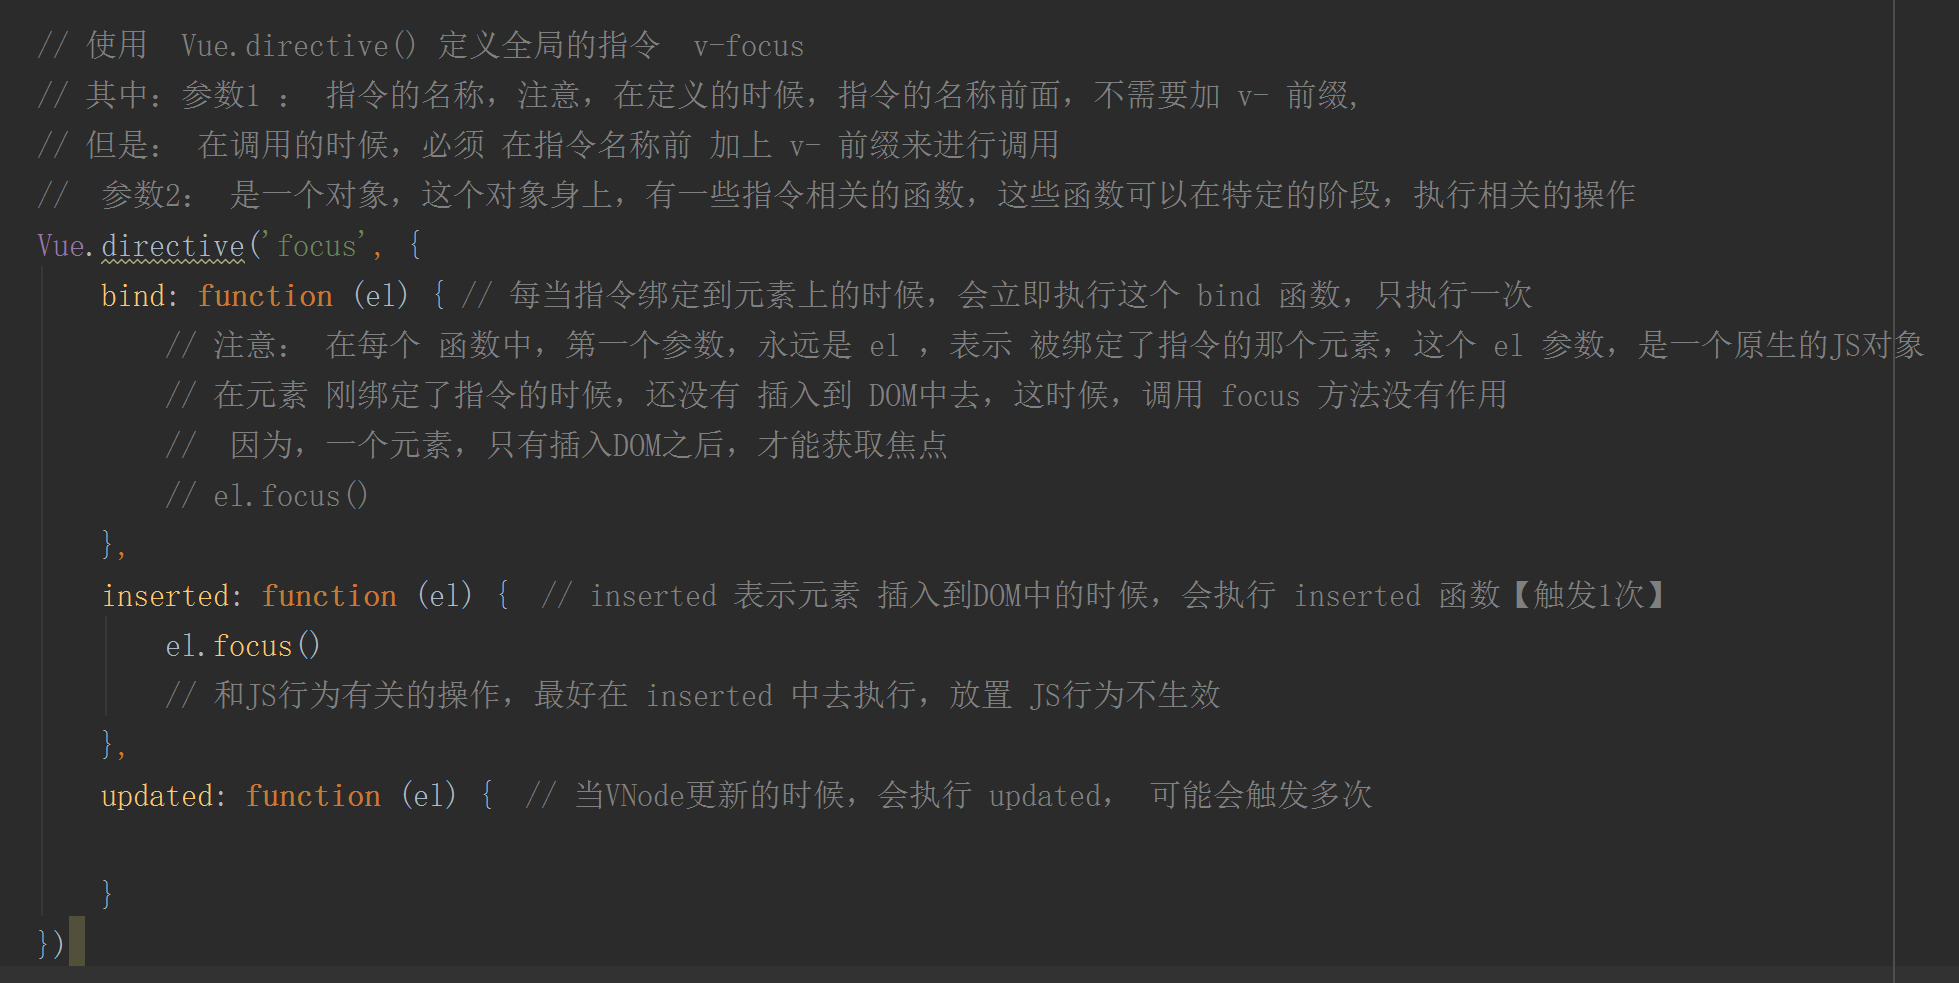 // 使用  Vue.directive() 定义全局的指令  v-focus
// 其中：参数1 ： 指令的名称，注意，在定义的时候，指令的名称前面，不需要加 v- 前缀,
// 但是： 在调用的时候，必须 在指令名称前 加上 v- 前缀来进行调用
//  参数2： 是一个对象，这个对象身上，有一些指令相关的函数，这些函数可以在特定的阶段，执行相关的操作
Vue.directive('focus', {
    bind: function (el) { // 每当指令绑定到元素上的时候，会立即执行这个 bind 函数，只执行一次
        // 注意： 在每个 函数中，第一个参数，永远是 el ，表示 被绑定了指令的那个元素，这个 el 参数，是一个原生的JS对象
        // 在元素 刚绑定了指令的时候，还没有 插入到 DOM中去，这时候，调用 focus 方法没有作用
        //  因为，一个元素，只有插入DOM之后，才能获取焦点
        // el.focus()
    },
    inserted: function (el) {  // inserted 表示元素 插入到DOM中的时候，会执行 inserted 函数【触发1次】
        el.focus()
        // 和JS行为有关的操作，最好在 inserted 中去执行，放置 JS行为不生效
    },
    updated: function (el) {  // 当VNode更新的时候，会执行 updated， 可能会触发多次
    }
})